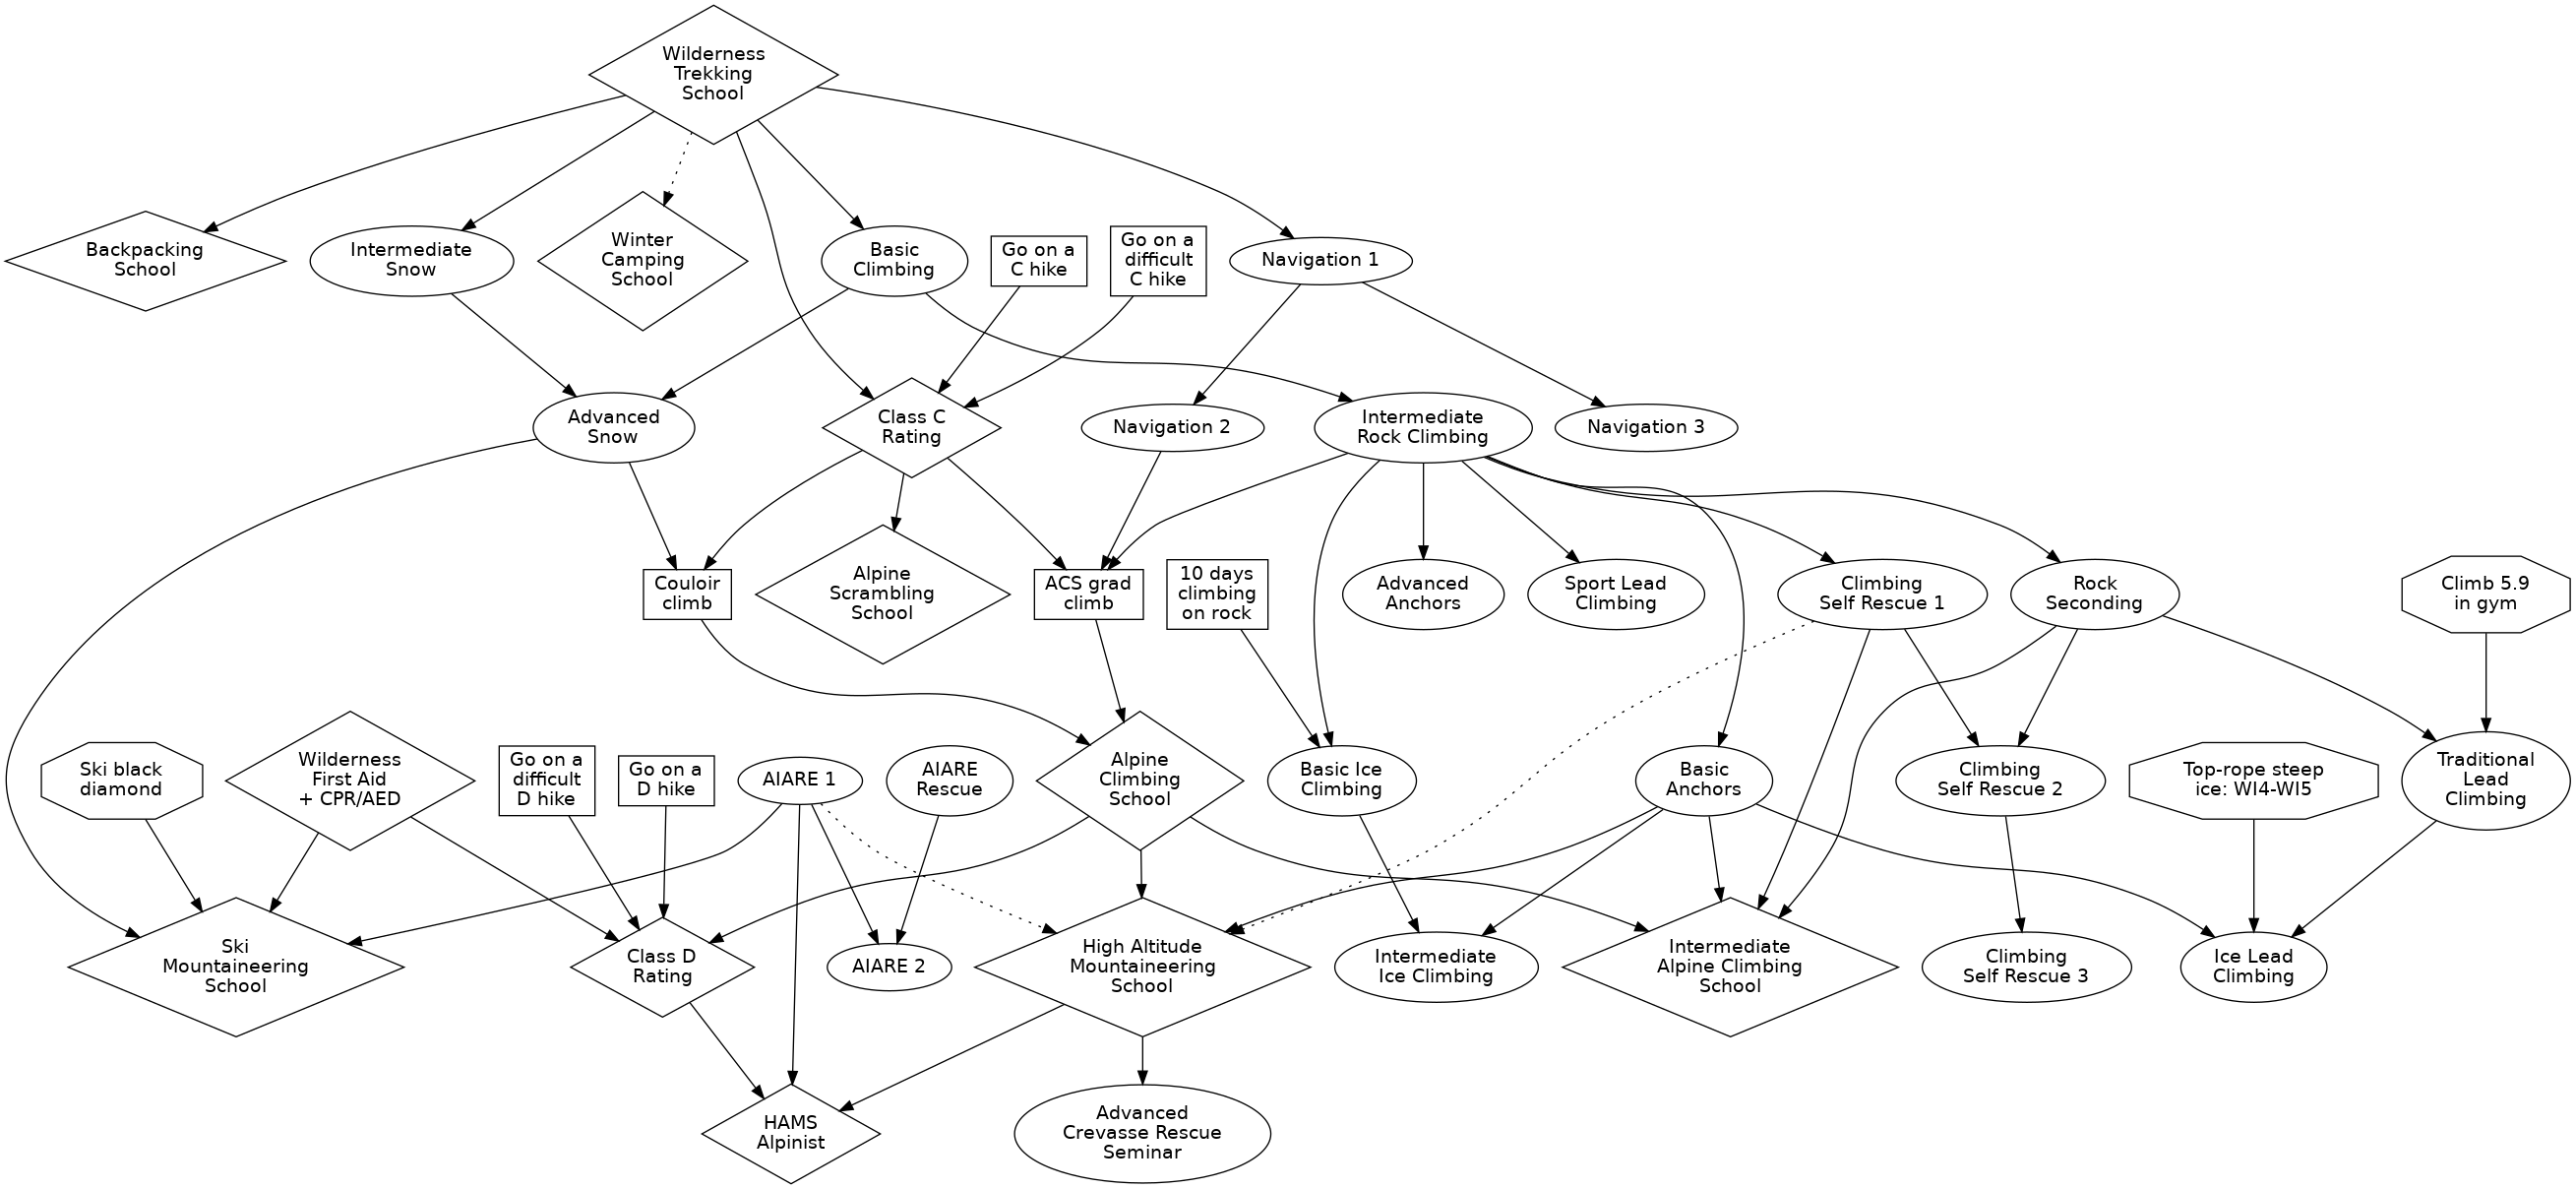 Wilderness
Trekking
School
Backpacking
School
Intermediate
Snow
Winter
Camping
School
Basic
Climbing
Go on a
C hike
Go on a
difficult
C hike
Navigation 1
Advanced
Snow
Class C
Rating
Navigation 2
Intermediate
Rock Climbing
Navigation 3
Couloir
climb
Alpine
Scrambling
School
ACS grad
climb
10 days
climbing
on rock
Advanced
Anchors
Sport Lead
Climbing
Climbing
Self Rescue 1
Rock
Seconding
Climb 5.9
in gym
Ski black
diamond
Wilderness
First Aid
+ CPR/AED
Go on a
difficult
D hike
Go on a
D hike
AIARE 1
AIARE
Rescue
Alpine
Climbing
School
Basic Ice
Climbing
Basic
Anchors
Climbing
Self Rescue 2
Top-rope steep
ice: WI4-WI5
Traditional
Lead
Climbing
Ski
Mountaineering
School
Class D
Rating
AIARE 2
High Altitude
Mountaineering
School
Intermediate
Ice Climbing
Intermediate
Alpine Climbing
School
Climbing
Self Rescue 3
Ice Lead
Climbing
HAMS
Alpinist
Advanced
Crevasse Rescue
Seminar